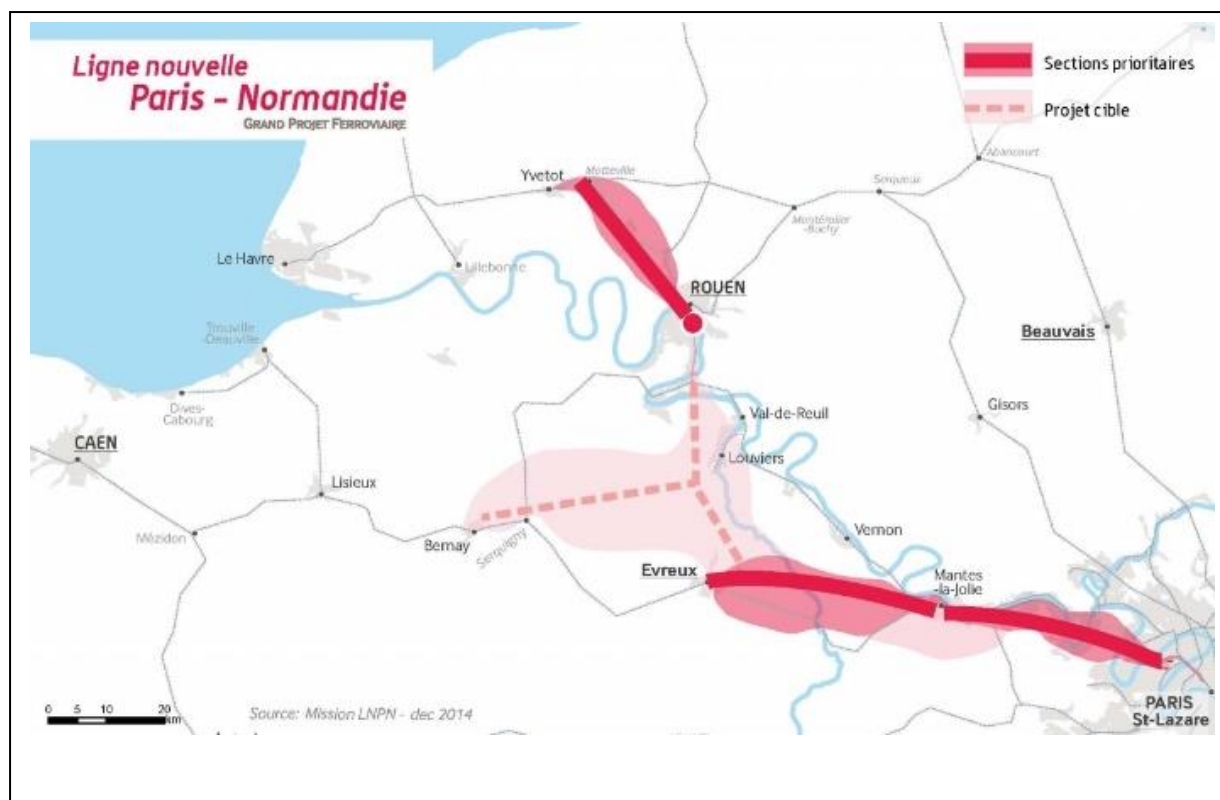 Ligne nouvelle
Paris - Normandie
GRAND PROJET FERROVIAIRE
Sections prioritaires
Projet cible
Abancourt
Yvetot
Motteville
Serqueux
Montérolier
-Buchy
Le Havre
Lillebonne
ROUEN
Trouville
-Deauville
Beauvais
Dives-
Cabourg
Val-de-Reuil
Gisors
CAEN
Louviers
Lisieux
Mézidon
Bernay
Serquigny
Vernon
Evreux
Mantes
-la-Jolie
PARIS
St-Lazare
0 5 10 20
km
Source: Mission LNPN - dec 2014